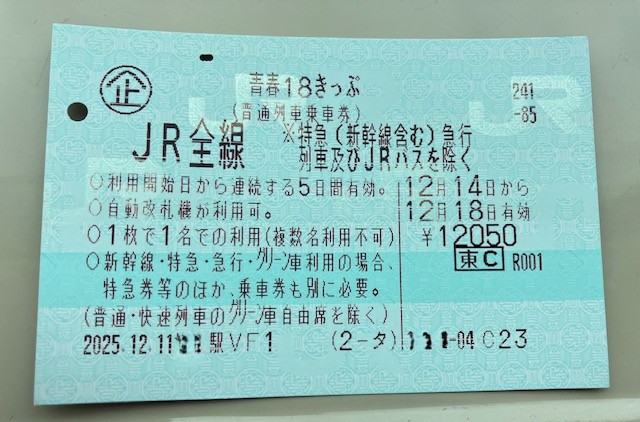 企 青春18きっぷ 241
(普通列車乗車券) -85
JR全線 ※特急(新幹線含む)急行
列車及びJRバスを除く
○利用開始日から連続する5日間有効。 12月14日から
○自動改札機が利用可。 12月18日有効
○1枚で1名での利用(複数名利用不可) ¥12050
○新幹線・特急・急行・グリーン車利用の場合、 東C R001
特急券等のほか、乗車券も別に必要。
(普通・快速列車のグリーン車自由席を除く)
2025.12.11 駅VF1 (2-タ) -04 C23